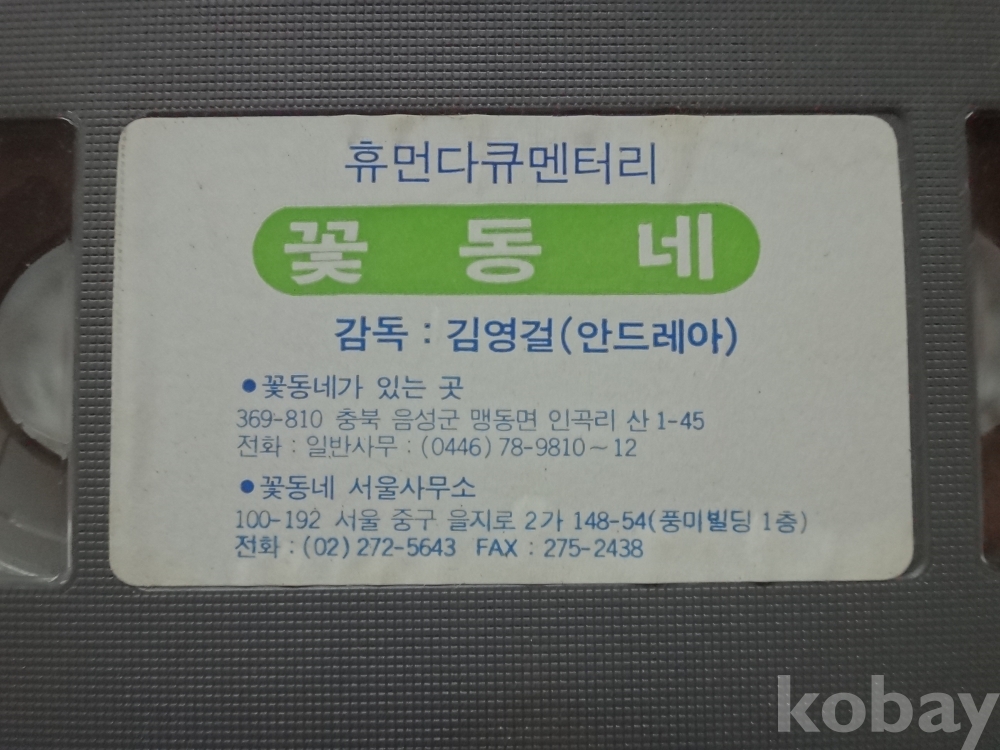 휴먼다큐멘터리
꽃동네
감독 : 김영걸(안드레아)
●꽃동네가 있는 곳
369-810 충북 음성군 맹동면 인곡리 산 1-45
전화 : 일반사무 : (0446) 78-9810~12
●꽃동네 서울사무소
100-192 서울 중구 을지로 2가 148-54(풍미빌딩 1층)
전화 : (02) 272-5643 FAX : 275-2438
kobay